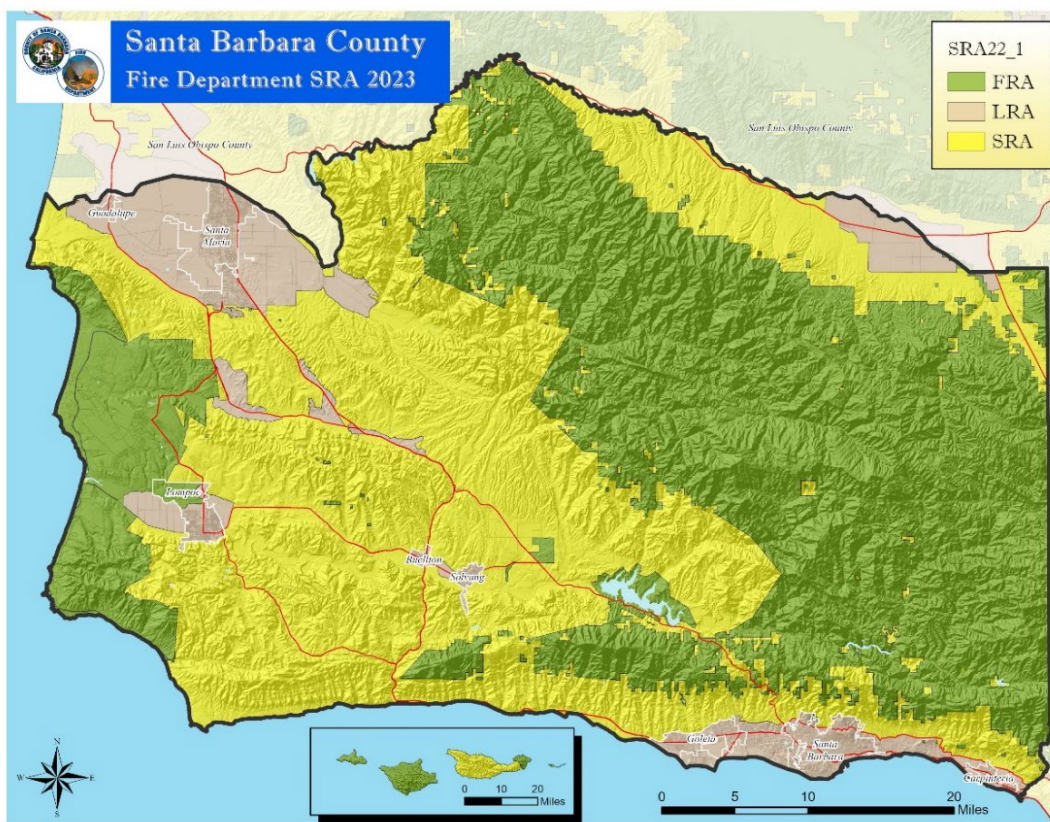 Santa Barbara County
Fire Department SRA 2023
SRA22_1
FRA
LRA
SRA
San Luis Obispo County
San Luis Obispo County
Guadalupe
Santa
Maria
Lompoc
Buellton
Solvang
Goleta
Santa
Barbara
Carpinteria
N
W
E
S
0 10 20
Miles
0 5 10 20
Miles